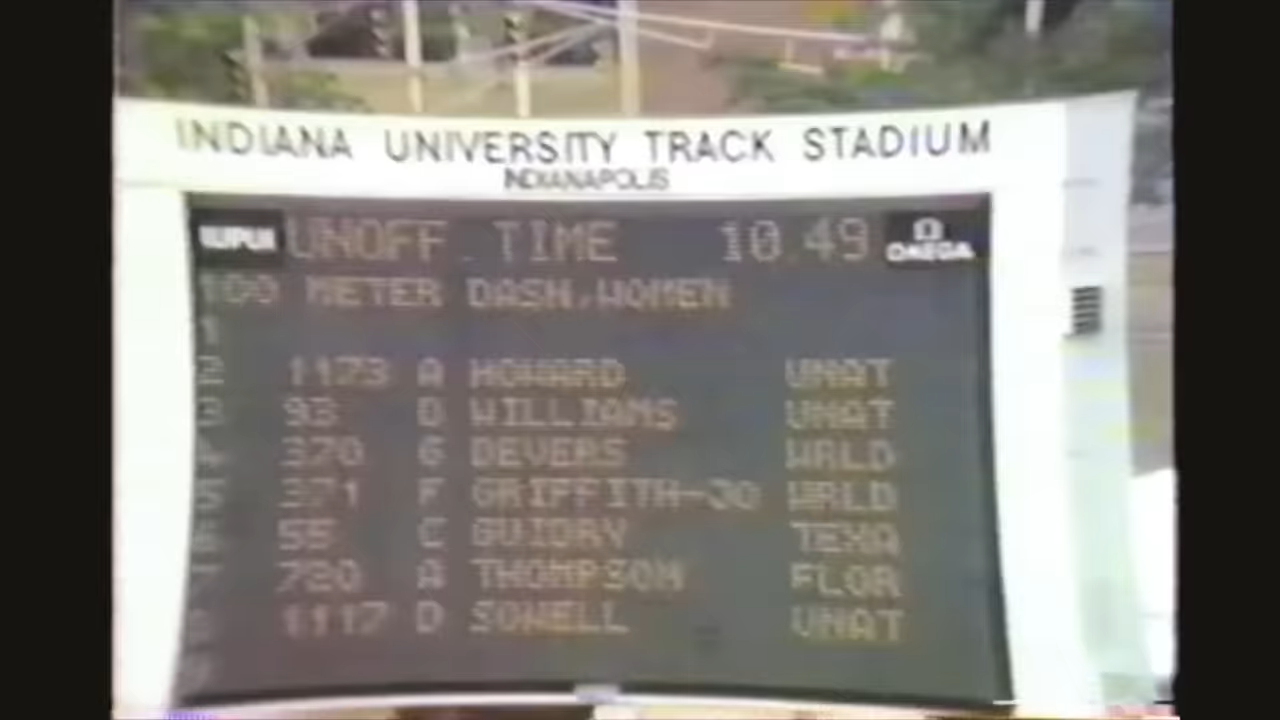 INDIANA UNIVERSITY TRACK STADIUM
INDIANAPOLIS
IUPUI UNOFF. TIME 10.49 Ω OMEGA
100 METER DASH,WOMEN
1
2 1173 A HOWARD UNAT
3 93 D WILLIAMS UNAT
4 370 G DEVERS WRLD
5 371 F GRIFFITH-JO WRLD
6 55 C GUIDRY TEXA
7 720 A THOMPSON FLOR
8 1117 D SOWELL UNAT